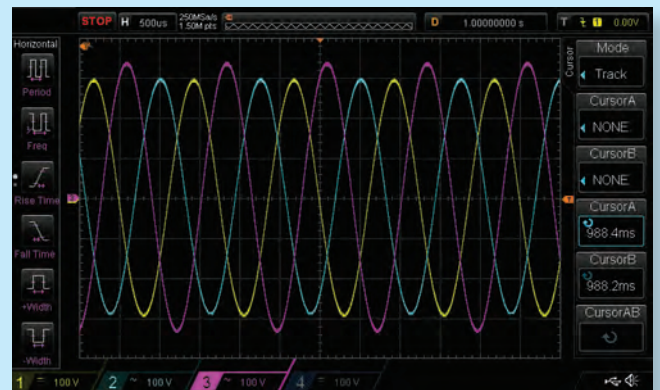 STOP H 500us 250MSa/s D 1.00000000 s T 1 0.00V
1.50M pts
Horizontal
Period
Freq
Rise Time
Fall Time
+Width
-Width
Cursor
Mode
Track
CursorA
NONE
CursorB
NONE
CursorA
988.4ms
CursorB
988.2ms
CursorAB
T
1 = 100 V 2 ~ 100 V 3 ~ 100 V 4 = 100 V